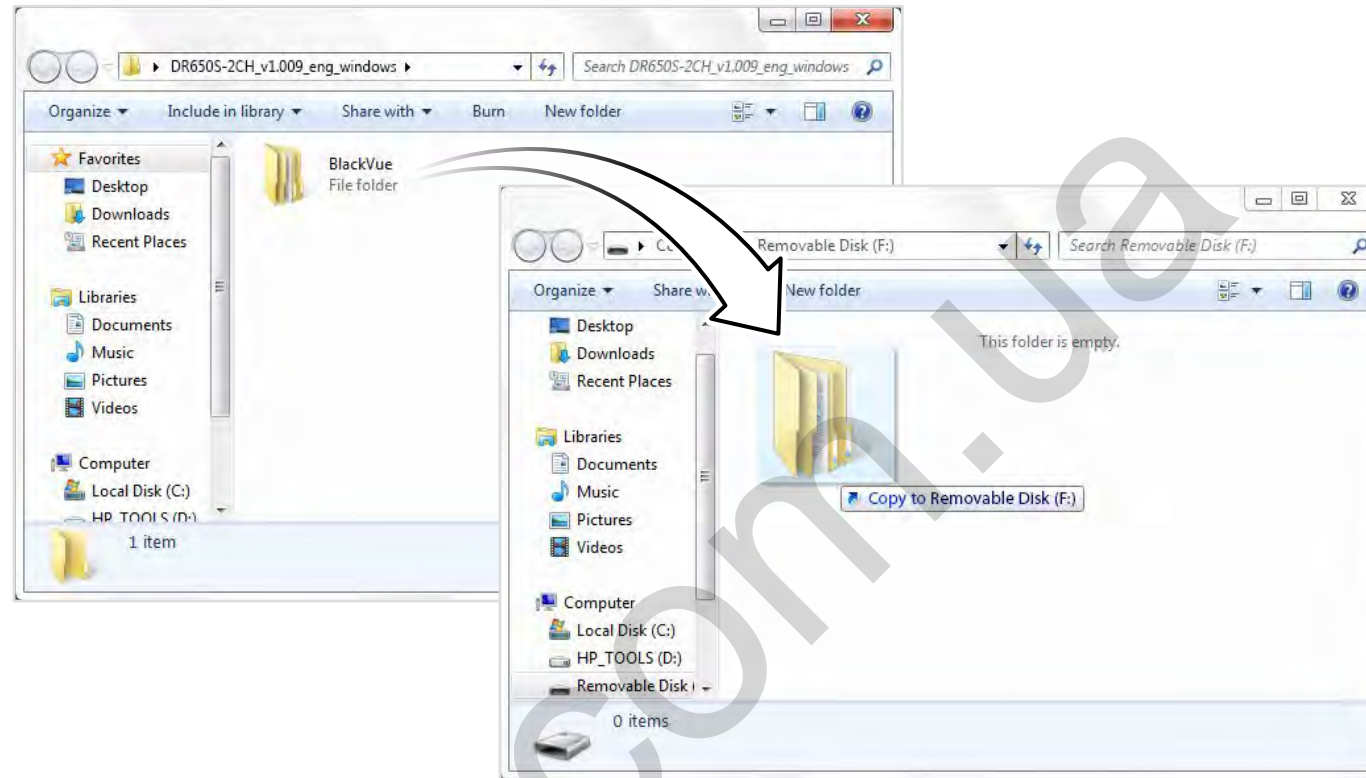 DR650S-2CH_v1.009_eng_windows
Search DR650S-2CH_v1.009_eng_windows
Organize Include in library Share with Burn New folder
Favorites
Desktop
Downloads
Recent Places
Libraries
Documents
Music
Pictures
Videos
Computer
Local Disk (C:)
HP_TOOLS (D:)
1 item
BlackVue
File folder
Removable Disk (F:)
Search Removable Disk (F:)
Organize Share New folder
Desktop
Downloads
Recent Places
Libraries
Documents
Music
Pictures
Videos
Computer
Local Disk (C:)
HP_TOOLS (D:)
Removable Disk (
0 items
This folder is empty.
Copy to Removable Disk (F:)
com.ua